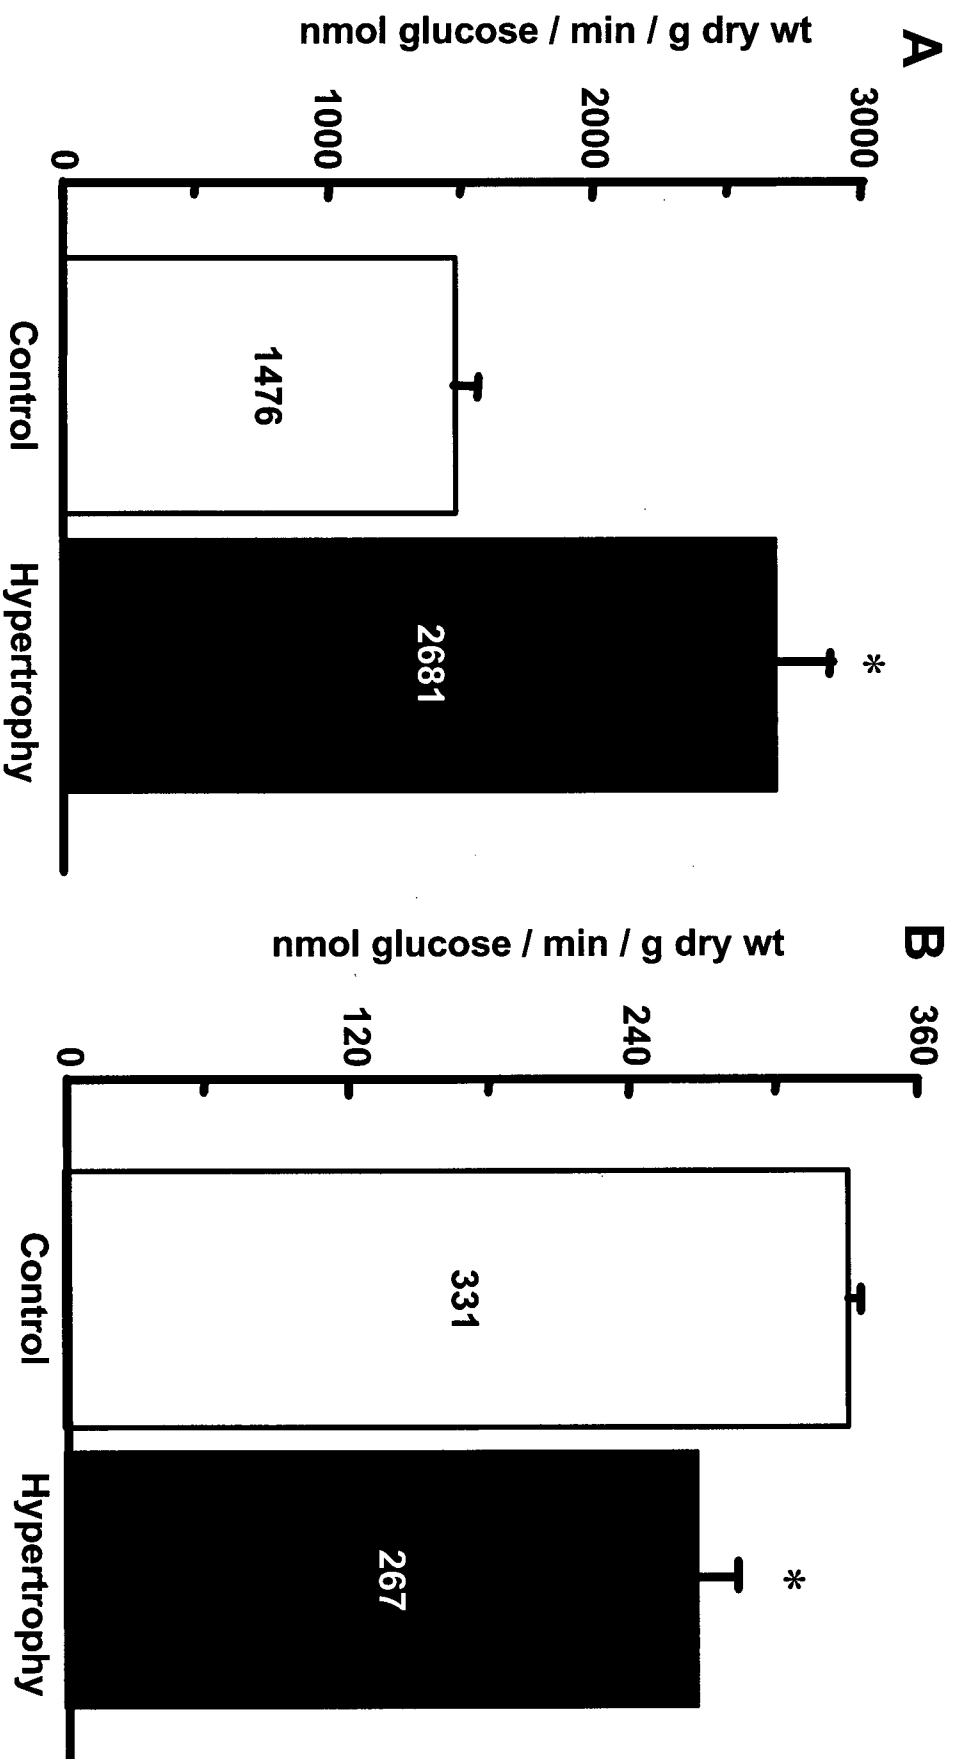 A
nmol glucose / min / g dry wt
3000
2000
1000
0
1476
2681
*
Control
Hypertrophy
B
nmol glucose / min / g dry wt
360
240
120
0
331
267
*
Control
Hypertrophy